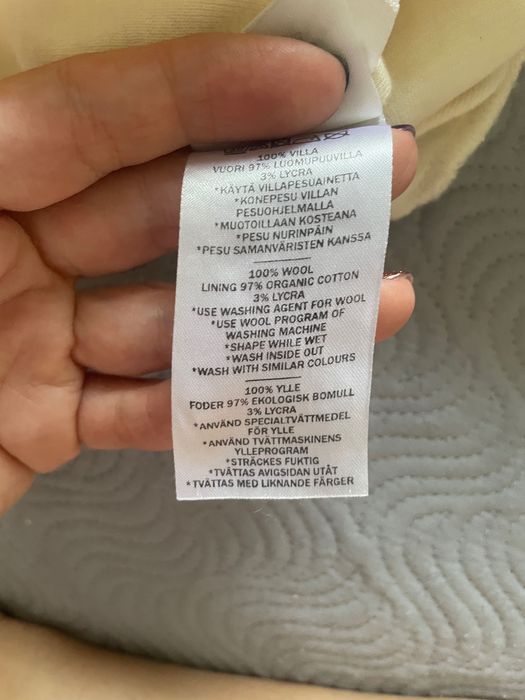 100% VILLA
VUORI 97% LUOMUPUUVILLA
3% LYCRA
*KÄYTÄ VILLAPESUAINETTA
*KONEPESU VILLAN
PESUOHJELMALLA
*MUOTOILLAAN KOSTEANA
*PESU NURINPÄIN
*PESU SAMANVÄRISTEN KANSSA
100% WOOL
LINING 97% ORGANIC COTTON
3% LYCRA
*USE WASHING AGENT FOR WOOL
*USE WOOL PROGRAM OF
WASHING MACHINE
*SHAPE WHILE WET
*WASH INSIDE OUT
*WASH WITH SIMILAR COLOURS
100% YLLE
FODER 97% EKOLOGISK BOMULL
3% LYCRA
*ANVÄND SPECIALTVÄTTMEDEL
FÖR YLLE
*ANVÄND TVÄTTMASKINENS
YLLEPROGRAM
*STRÄCKES FUKTIG
*TVÄTTAS AVIGSIDAN UTÅT
*TVÄTTAS MED LIKNANDE FÄRGER